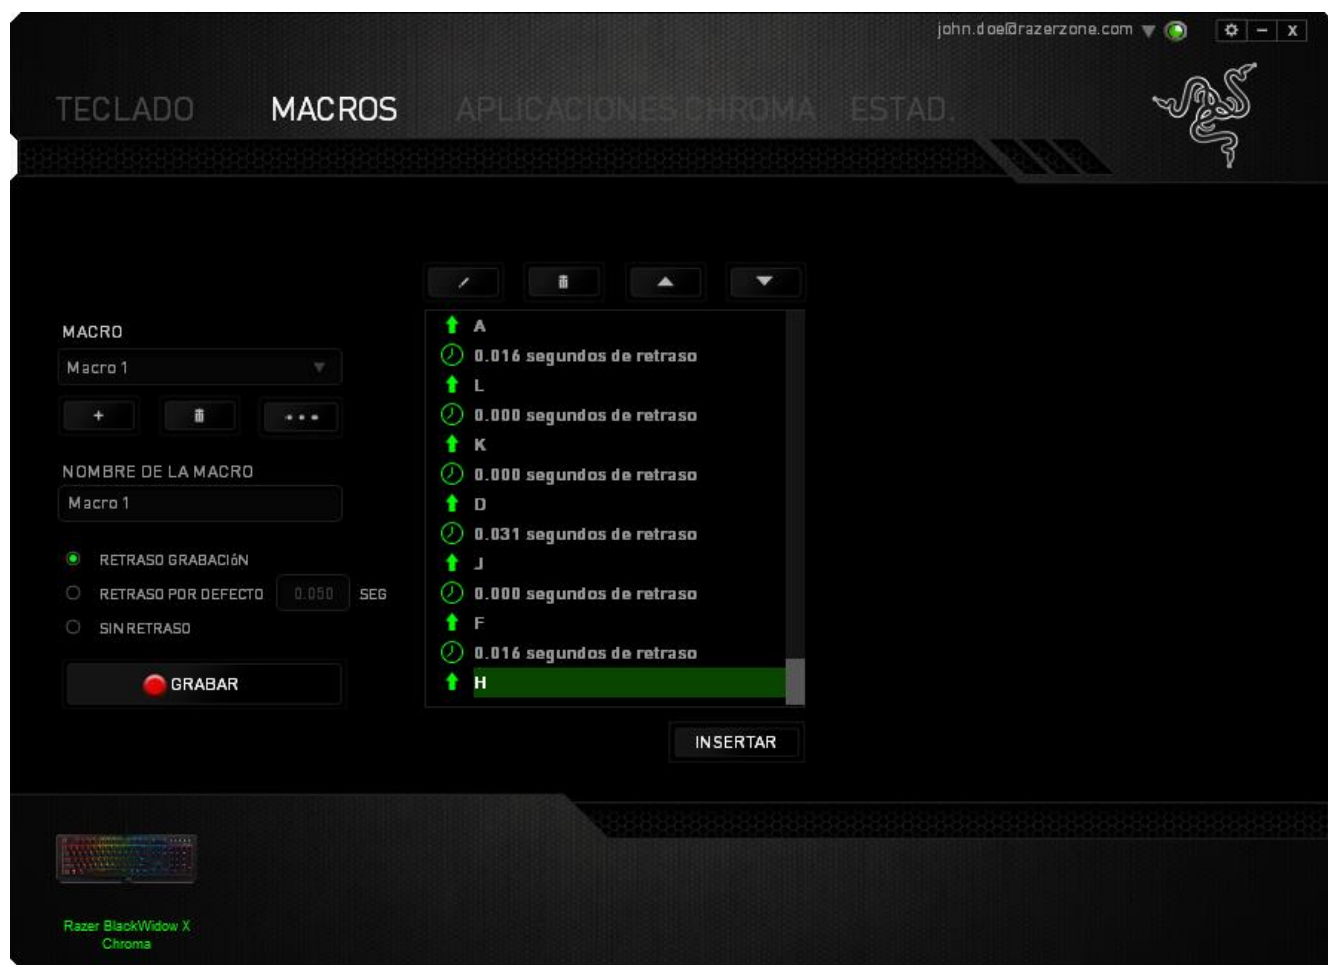 john.doe@razerzone.com
TECLADO MACROS APLICACIONES CHROMA ESTAD.
MACRO
Macro 1
NOMBRE DE LA MACRO
Macro 1
RETRASO GRABACIóN
RETRASO POR DEFECTO 0.050 SEG
SIN RETRASO
GRABAR
A
0.016 segundos de retraso
L
0.000 segundos de retraso
K
0.000 segundos de retraso
D
0.031 segundos de retraso
J
0.000 segundos de retraso
F
0.016 segundos de retraso
H
INSERTAR
Razer BlackWidow X
Chroma